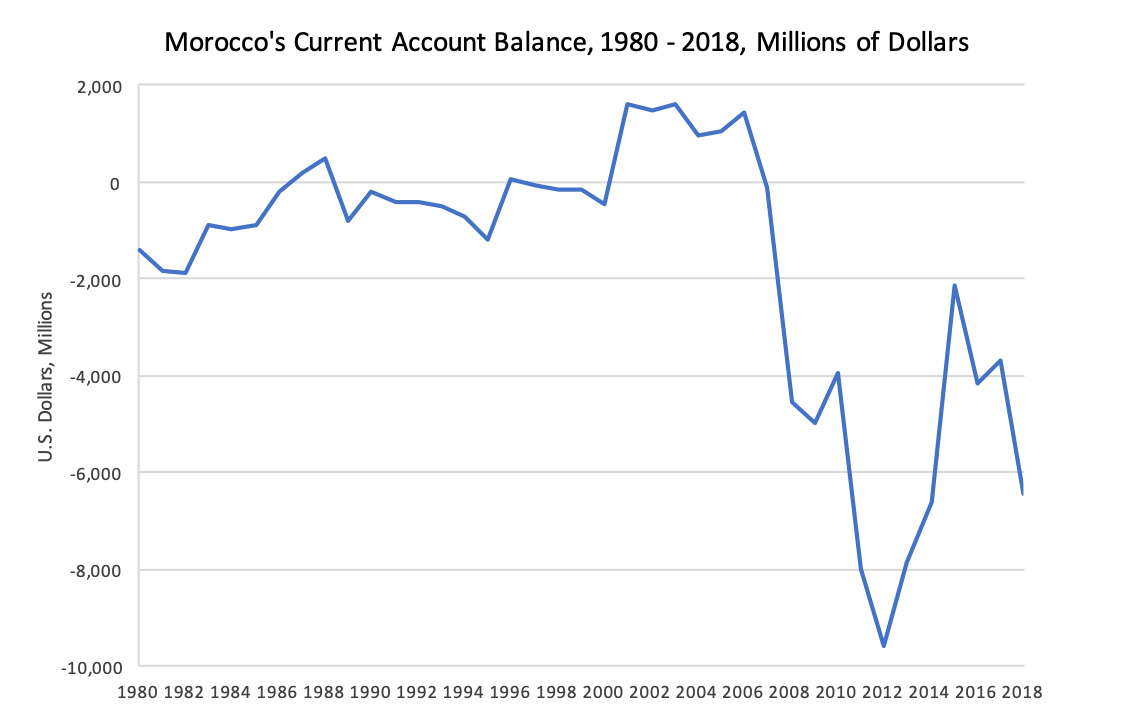 Morocco's Current Account Balance, 1980 - 2018, Millions of Dollars
2,000
0
-2,000
-4,000
-6,000
-8,000
-10,000
U.S. Dollars, Millions
1980 1982 1984 1986 1988 1990 1992 1994 1996 1998 2000 2002 2004 2006 2008 2010 2012 2014 2016 2018